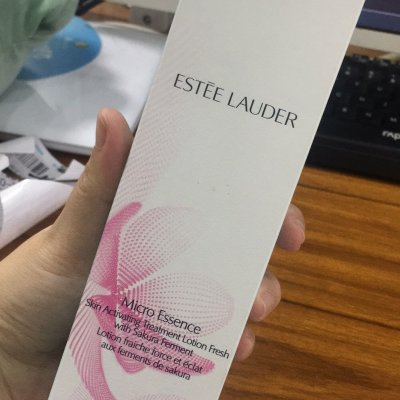 ESTĒE LAUDER
Micro Essence
Skin Activating Treatment Lotion Fresh
with Sakura Ferment
Lotion fraîche force et éclat
aux ferments de sakura
rap